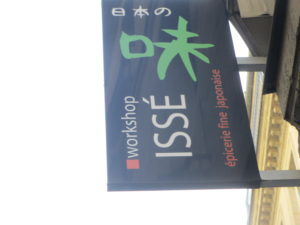 日本の
味
workshop
ISSÉ
épicerie fine japonaise